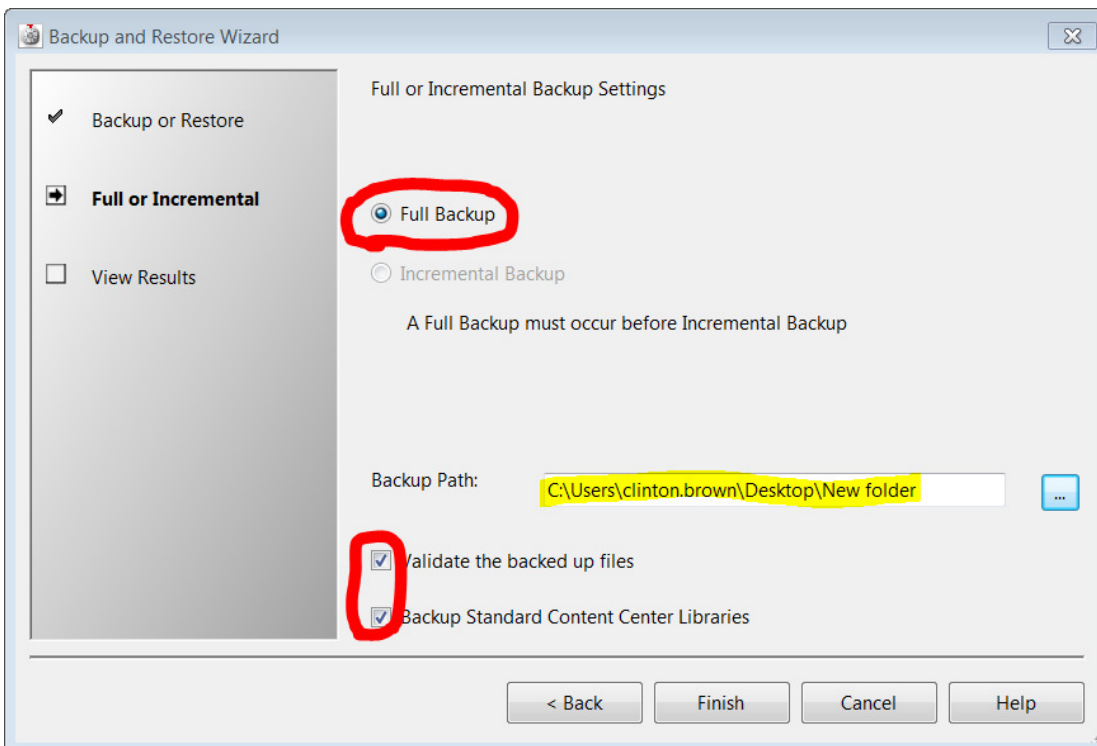 Backup and Restore Wizard
Backup or Restore
Full or Incremental
View Results
Full or Incremental Backup Settings
Full Backup
Incremental Backup
A Full Backup must occur before Incremental Backup
Backup Path:
C:\Users\clinton.brown\Desktop\New folder
...
Validate the backed up files
Backup Standard Content Center Libraries
< Back
Finish
Cancel
Help